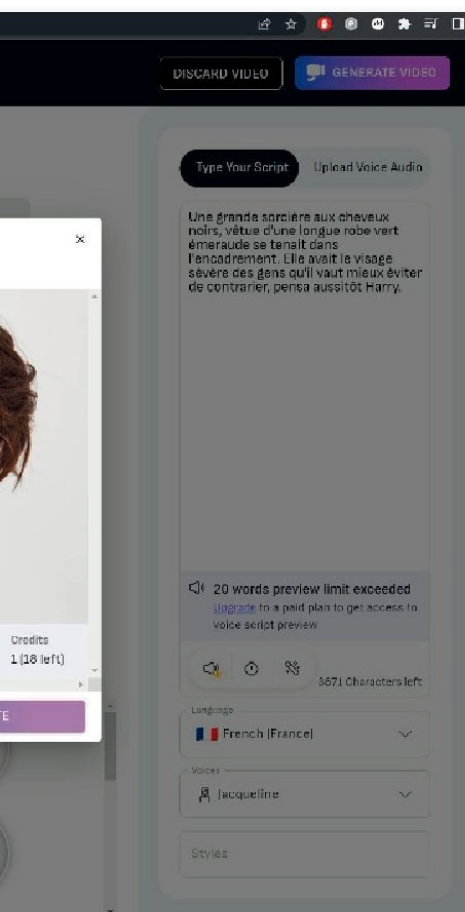 DISCARD VIDEO
GENERATE VIDEO
Type Your Script
Upload Voice Audio
Une grande sorcière aux cheveux
noirs, vêtue d'une longue robe vert
émeraude se tenait dans
l'encadrement. Elle avait le visage
sévère des gens qu'il vaut mieux éviter
de contrarier, pensa aussitôt Harry.
20 words preview limit exceeded
Upgrade to a paid plan to get access to
voice script preview
Credits
1 (18 left)
3671 Characters left
TE
Language
French (France)
Voices
Jacqueline
Styles